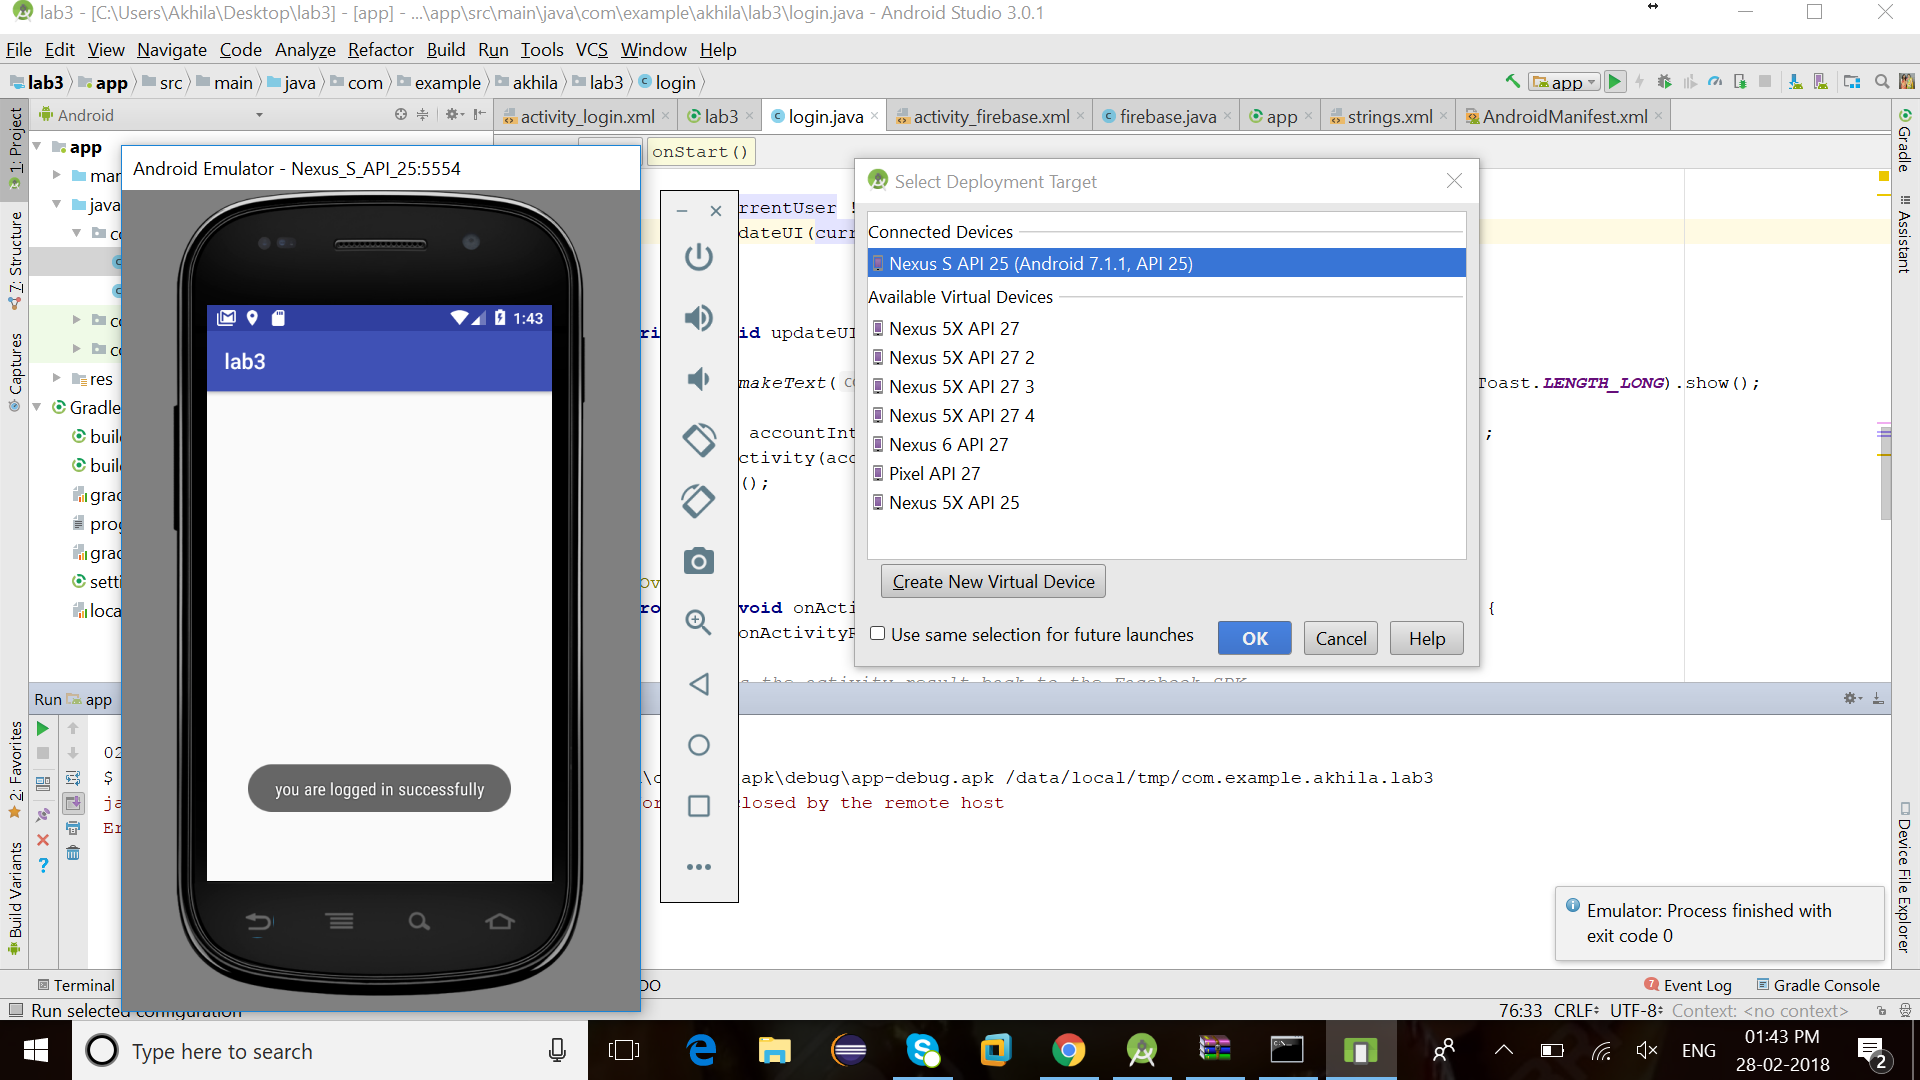 lab3 - [C:\Users\Akhila\Desktop\lab3] - [app] - ...\app\src\main\java\com\example\akhila\lab3\login.java - Android Studio 3.0.1
File Edit View Navigate Code Analyze Refactor Build Run Tools VCS Window Help
lab3 app src main java com example akhila lab3 login
app
Android
activity_login.xml lab3 login.java activity_firebase.xml firebase.java app strings.xml AndroidManifest.xml
1: Project
7: Structure
Captures
2: Favorites
Build Variants
app
java
res
Gradle
Android Emulator - Nexus_S_API_25:5554
1:43
lab3
you are logged in successfully
onStart()
rrentUser
dateUI(curr
id updateUI
makeText(
Toast.LENGTH_LONG).show();
accountInt
;
ctivity(acc
();
void onActi
{
onActivityR
Select Deployment Target
Connected Devices
Nexus S API 25 (Android 7.1.1, API 25)
Available Virtual Devices
Nexus 5X API 27
Nexus 5X API 27 2
Nexus 5X API 27 3
Nexus 5X API 27 4
Nexus 6 API 27
Pixel API 27
Nexus 5X API 25
Create New Virtual Device
Use same selection for future launches
OK Cancel Help
Gradle
Assistant
Device File Explorer
Run app
02
$
apk\debug\app-debug.apk /data/local/tmp/com.example.akhila.lab3
ja
closed by the remote host
Er
Emulator: Process finished with
exit code 0
Terminal
DO
7 Event Log Gradle Console
Run selected configuration
76:33 CRLF UTF-8 Context: <no context>
Type here to search
ENG
01:43 PM
28-02-2018
2